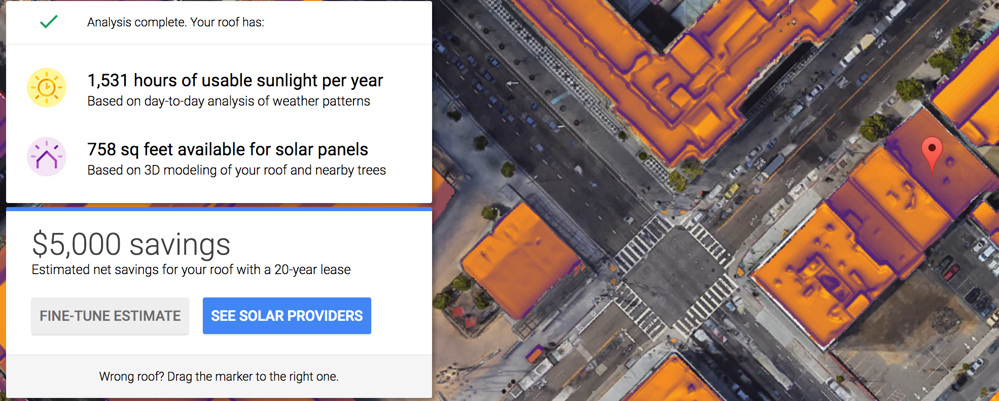 Analysis complete. Your roof has:
1,531 hours of usable sunlight per year
Based on day-to-day analysis of weather patterns
758 sq feet available for solar panels
Based on 3D modeling of your roof and nearby trees
$5,000 savings
Estimated net savings for your roof with a 20-year lease
FINE-TUNE ESTIMATE
SEE SOLAR PROVIDERS
Wrong roof? Drag the marker to the right one.